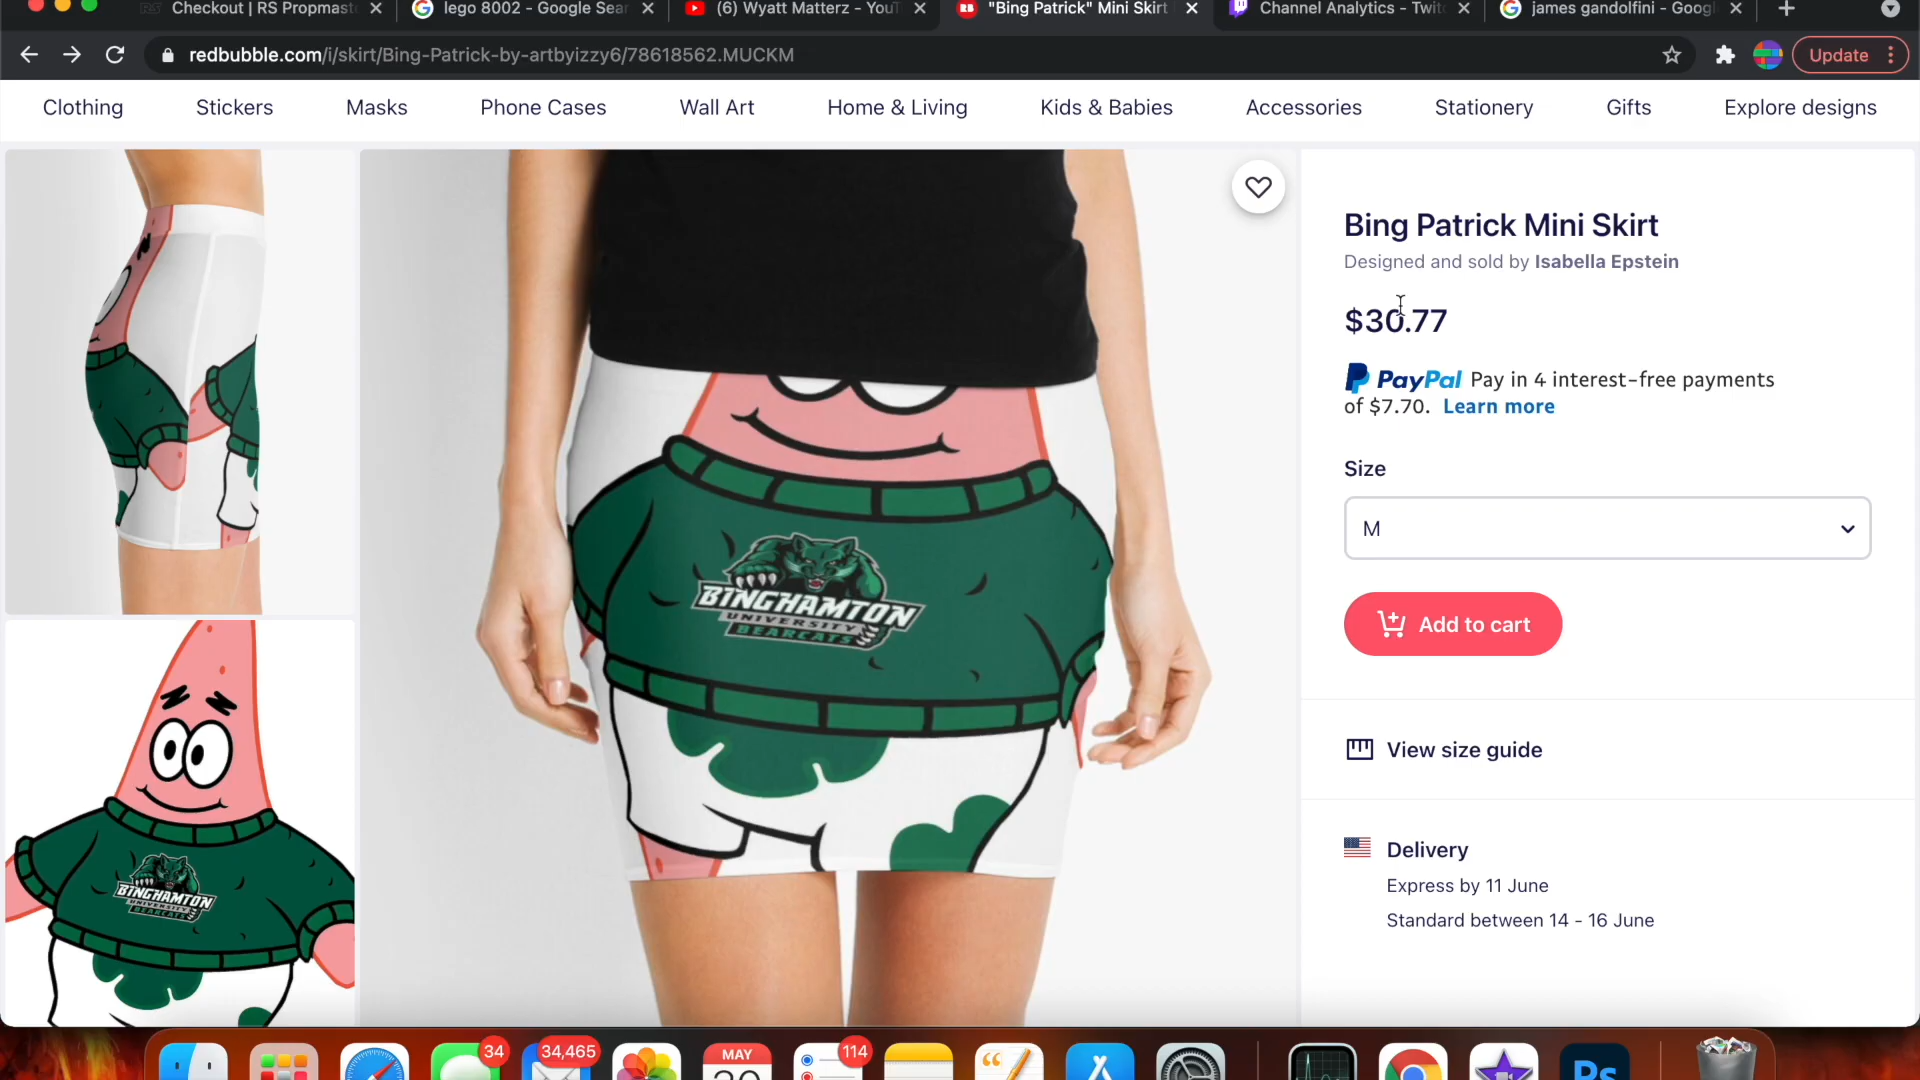 Checkout | RS Propmast
lego 8002 - Google Sear
(6) Wyatt Matterz - YouT
"Bing Patrick" Mini Skirt
Channel Analytics - Twit
james gandolfini - Googl
redbubble.com/i/skirt/Bing-Patrick-by-artbyizzy6/78618562.MUCKM
Update
Clothing
Stickers
Masks
Phone Cases
Wall Art
Home & Living
Kids & Babies
Accessories
Stationery
Gifts
Explore designs
Bing Patrick Mini Skirt
Designed and sold by Isabella Epstein
$30.77
PayPal Pay in 4 interest-free payments
of $7.70. Learn more
Size
M
Add to cart
View size guide
Delivery
Express by 11 June
Standard between 14 - 16 June
BINGHAMTON
UNIVERSITY
BEARCATS
BINGHAMTON
UNIVERSITY
BEARCATS
34
34,465
MAY
114
Ps